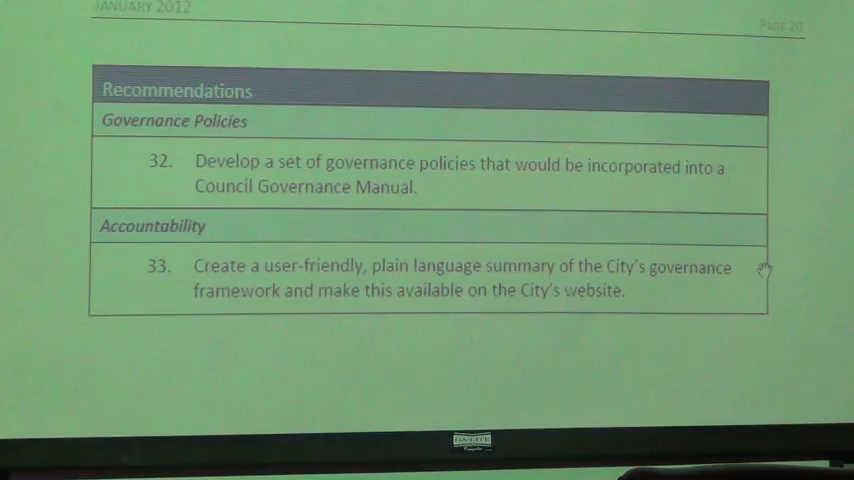 JANUARY 2012
PAGE 20
Recommendations
Governance Policies
32. Develop a set of governance policies that would be incorporated into a
Council Governance Manual.
Accountability
33. Create a user-friendly, plain language summary of the City's governance
framework and make this available on the City's website.
DA-LITE